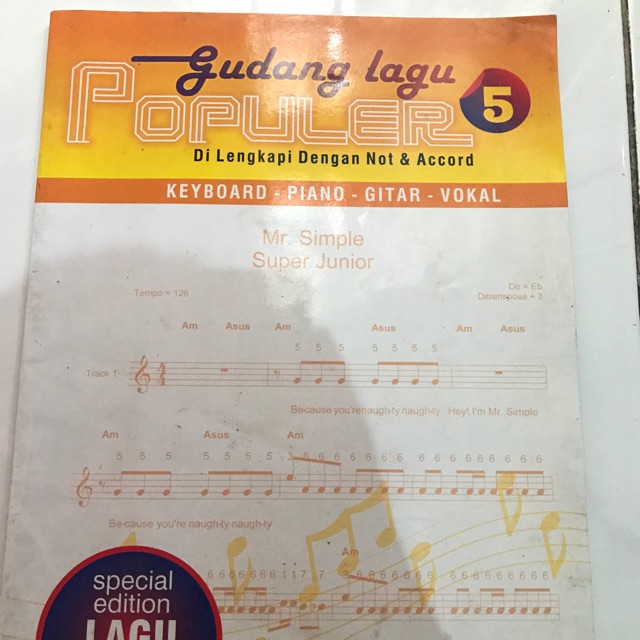 Gudang lagu
POPULER 5
Di Lengkapi Dengan Not & Accord
KEYBOARD - PIANO - GITAR - VOKAL
Mr. Simple
Super Junior
Tempo = 126
Do = Eb
Ditranspose + 3
Am Asus Am Asus Am Asus
5 5 5 5 5 5 5
Track 1
4
4
Be-cause you're naugh-ty naugh-ty Hey!, I'm Mr. Simple
Am Asus Am
Be-cause you're naugh-ty naugh-ty
Am
special
edition
LAGU